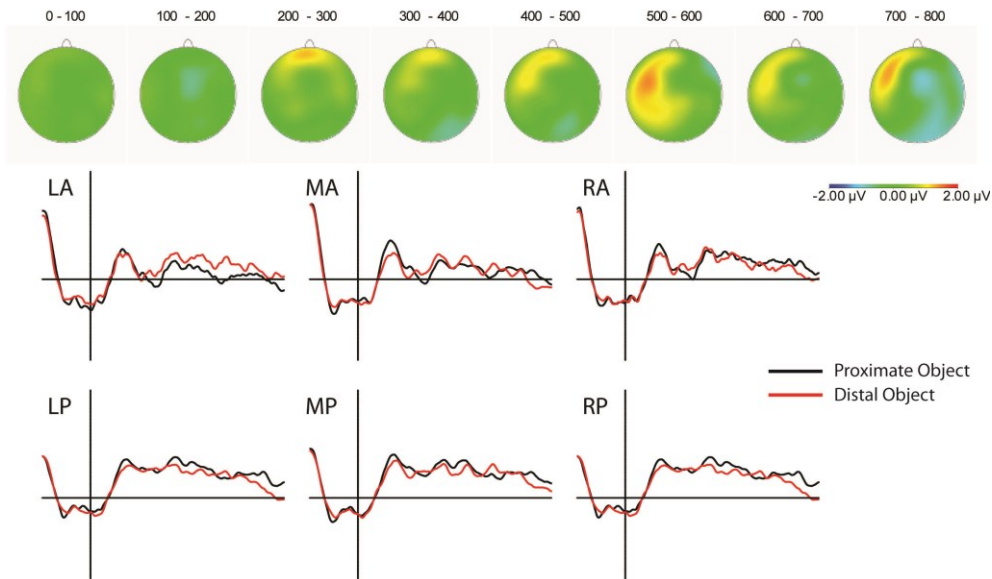 0 - 100 100 - 200 200 - 300 300 - 400 400 - 500 500 - 600 600 - 700 700 - 800
LA MA RA
-2.00 µV 0.00 µV 2.00 µV
Proximate Object
Distal Object
LP MP RP